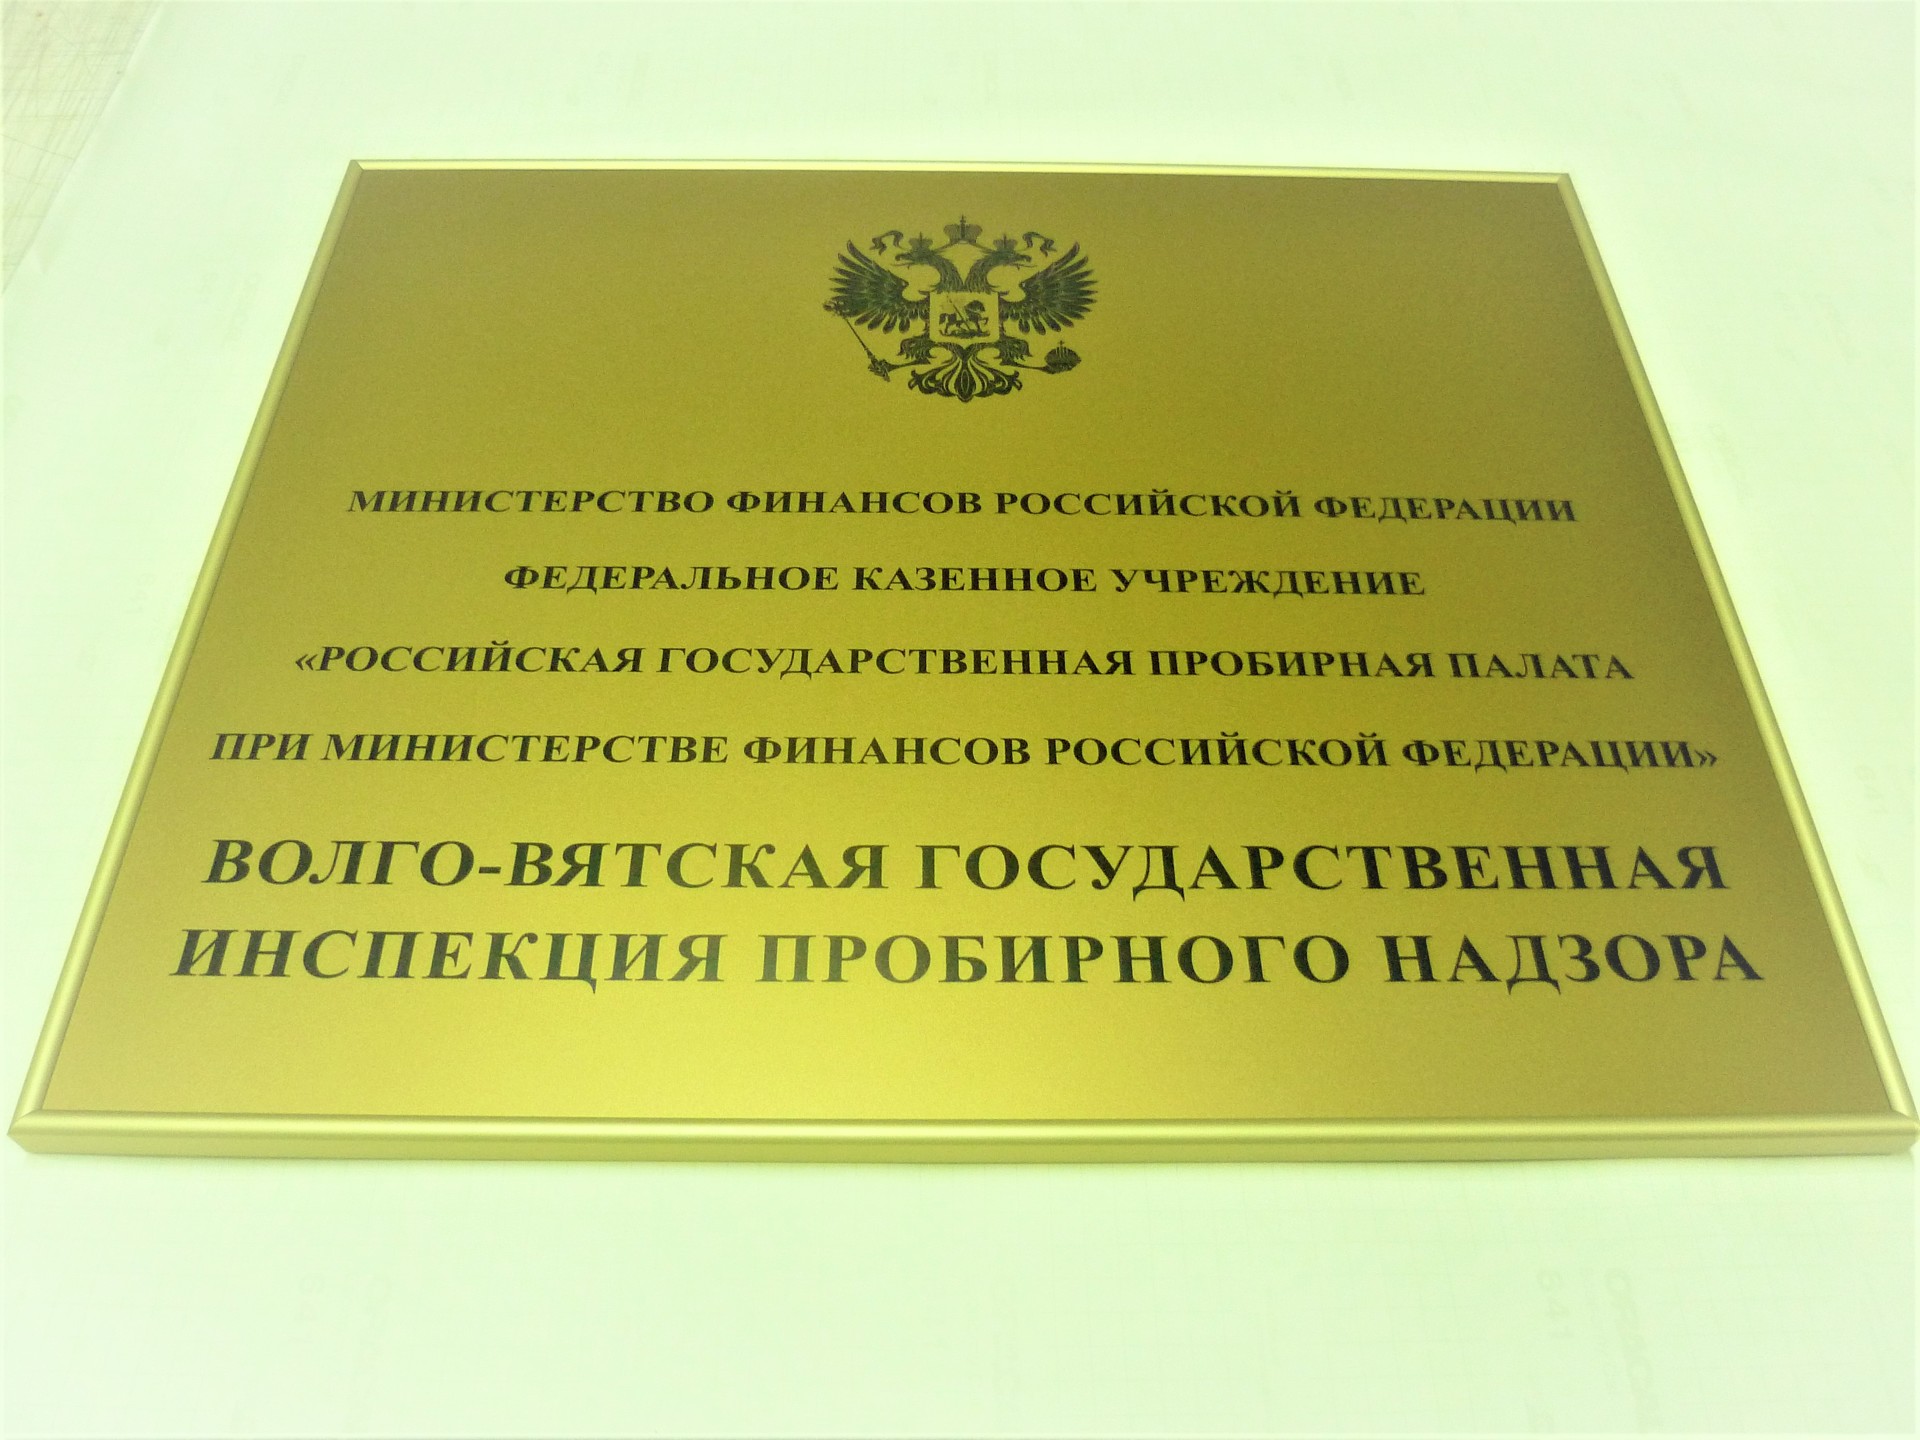 МИНИСТЕРСТВО ФИНАНСОВ РОССИЙСКОЙ ФЕДЕРАЦИИ
ФЕДЕРАЛЬНОЕ КАЗЕННОЕ УЧРЕЖДЕНИЕ
«РОССИЙСКАЯ ГОСУДАРСТВЕННАЯ ПРОБИРНАЯ ПАЛАТА
ПРИ МИНИСТЕРСТВЕ ФИНАНСОВ РОССИЙСКОЙ ФЕДЕРАЦИИ»
ВОЛГО-ВЯТСКАЯ ГОСУДАРСТВЕННАЯ
ИНСПЕКЦИЯ ПРОБИРНОГО НАДЗОРА